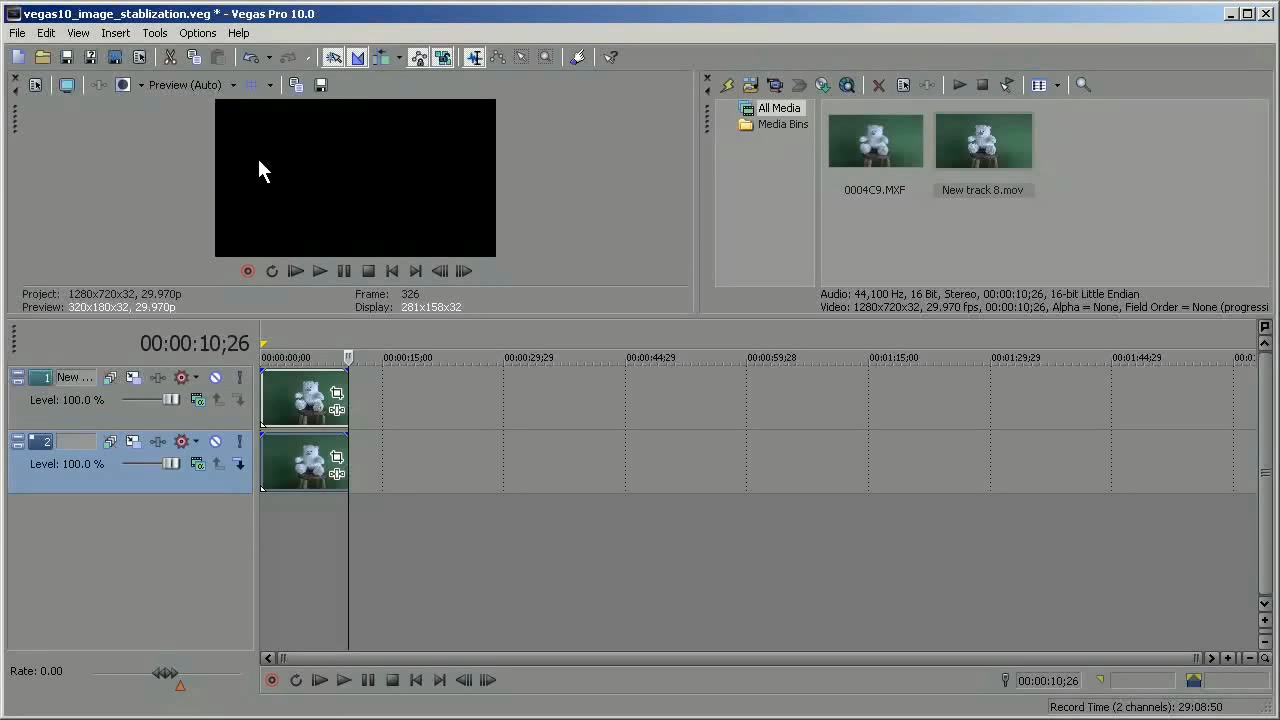 vegas10_image_stablization.veg * - Vegas Pro 10.0
File Edit View Insert Tools Options Help
Preview (Auto)
All Media
Media Bins
0004C9.MXF
New track 8.mov
Project: 1280x720x32, 29.970p
Frame: 326
Preview: 320x180x32, 29.970p
Display: 281x158x32
Audio: 44,100 Hz, 16 Bit, Stereo, 00:00:10;26, 16-bit Little Endian
Video: 1280x720x32, 29.970 fps, 00:00:10;26, Alpha = None, Field Order = None (progressi
00:00:10;26
00:00:00;00 00:00:15;00 00:00:29;29 00:00:44;29 00:00:59;28 00:01:15;00 00:01:29;29 00:01:44;29 00:0:
1 New ...
Level: 100.0 %
2
Level: 100.0 %
Rate: 0.00
00:00:10;26
Record Time (2 channels): 29:08:50